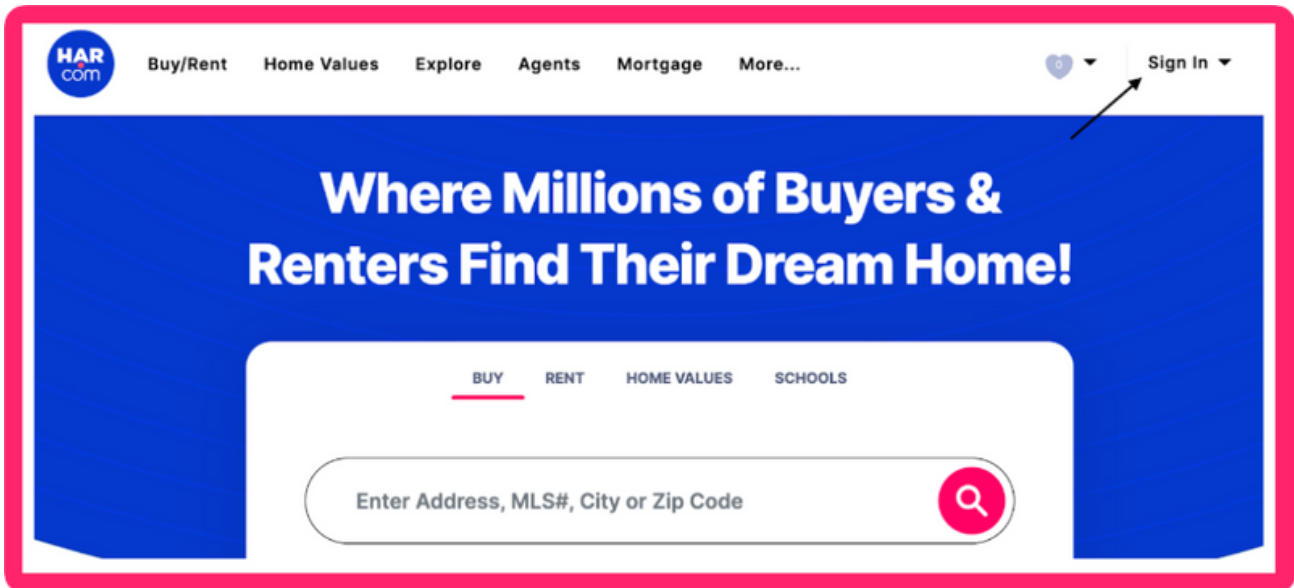 HAR
com
Buy/Rent Home Values Explore Agents Mortgage More... 0 Sign In
Where Millions of Buyers &
Renters Find Their Dream Home!
BUY RENT HOME VALUES SCHOOLS
Enter Address, MLS#, City or Zip Code